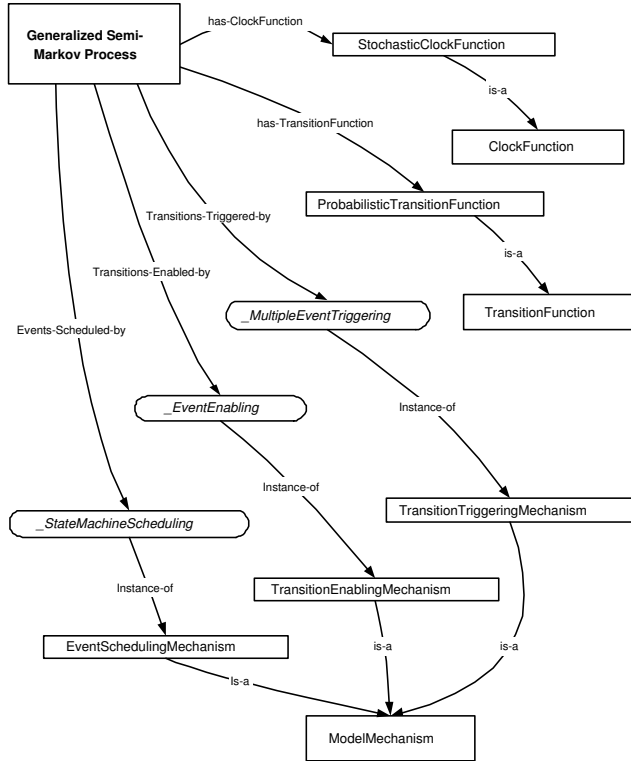 Generalized Semi-
Markov Process
has-ClockFunction
StochasticClockFunction
is-a
ClockFunction
has-TransitionFunction
ProbabilisticTransitionFunction
Transitions-Triggered-by
is-a
Transitions-Enabled-by
_MultipleEventTriggering
TransitionFunction
Events-Scheduled-by
_EventEnabling
Instance-of
Instance-of
_StateMachineScheduling
TransitionTriggeringMechanism
Instance-of
TransitionEnablingMechanism
EventSchedulingMechanism
is-a
is-a
Is-a
ModelMechanism